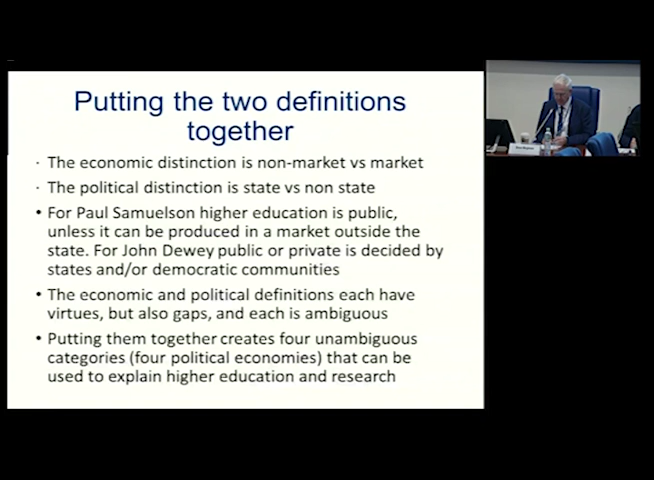 Putting the two definitions
together
· The economic distinction is non-market vs market
· The political distinction is state vs non state
• For Paul Samuelson higher education is public,
unless it can be produced in a market outside the
state. For John Dewey public or private is decided by
states and/or democratic communities
• The economic and political definitions each have
virtues, but also gaps, and each is ambiguous
• Putting them together creates four unambiguous
categories (four political economies) that can be
used to explain higher education and research